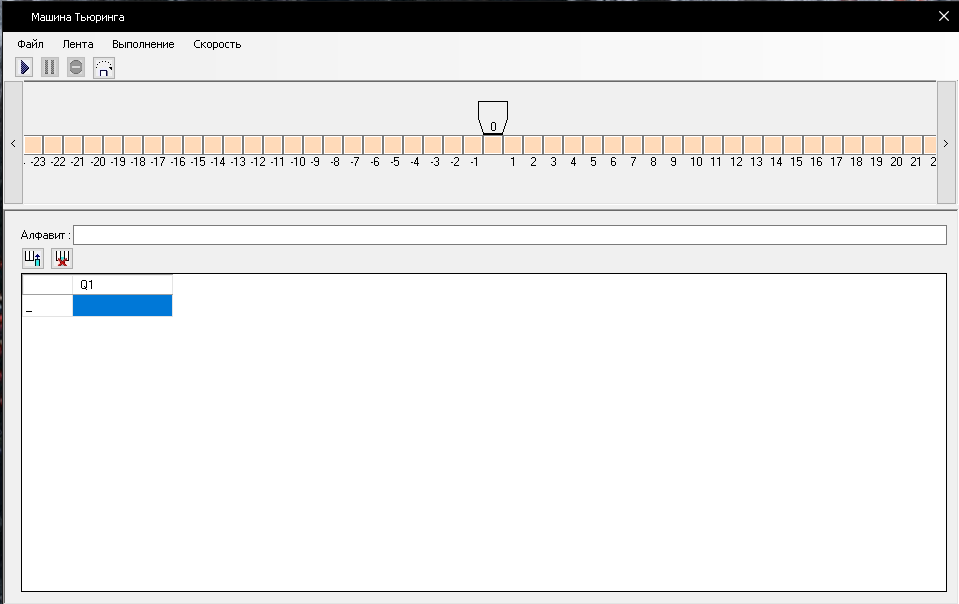 Машина Тьюринга
Файл Лента Выполнение Скорость
0
< >
-23 -22 -21 -20 -19 -18 -17 -16 -15 -14 -13 -12 -11 -10 -9 -8 -7 -6 -5 -4 -3 -2 -1 1 2 3 4 5 6 7 8 9 10 11 12 13 14 15 16 17 18 19 20 21 2
Алфавит :
Q1
_